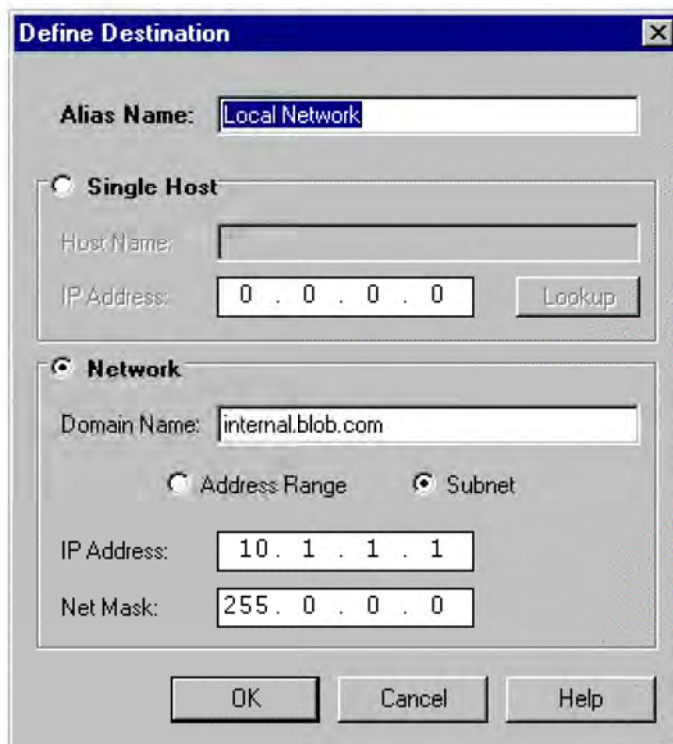 Define Destination
Alias Name: Local Network
Single Host
Host Name:
IP Address: 0 . 0 . 0 . 0 Lookup
Network
Domain Name: internal.blob.com
Address Range Subnet
IP Address: 10 . 1 . 1 . 1
Net Mask: 255 . 0 . 0 . 0
OK Cancel Help